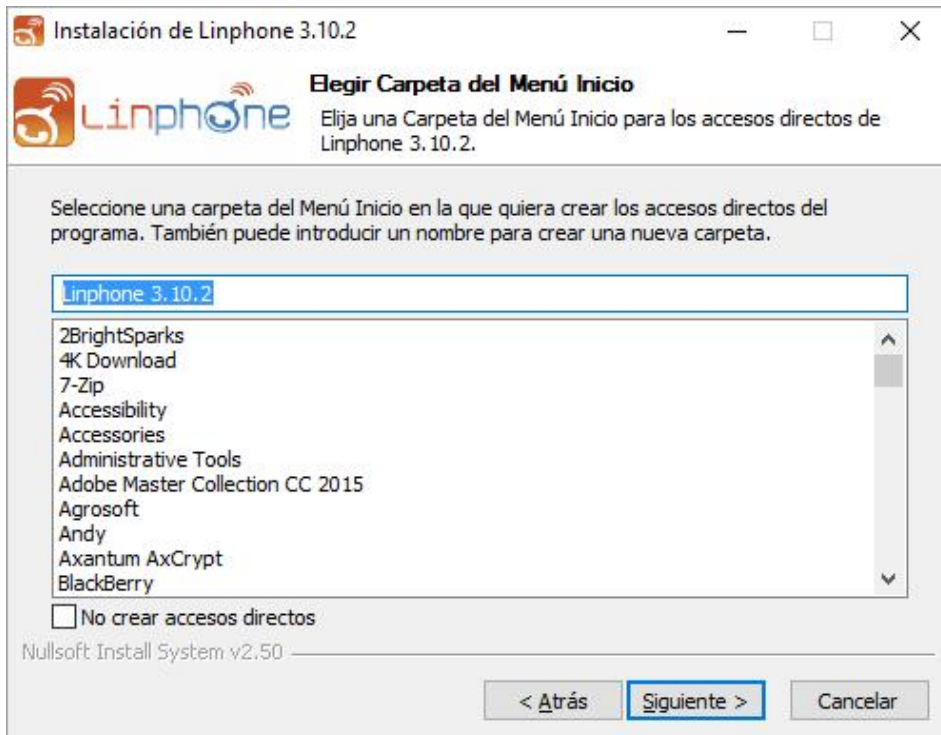 Instalación de Linphone 3.10.2
Linphone
Elegir Carpeta del Menú Inicio
Elija una Carpeta del Menú Inicio para los accesos directos de
Linphone 3.10.2.
Seleccione una carpeta del Menú Inicio en la que quiera crear los accesos directos del
programa. También puede introducir un nombre para crear una nueva carpeta.
Linphone 3.10.2
2BrightSparks
4K Download
7-Zip
Accessibility
Accessories
Administrative Tools
Adobe Master Collection CC 2015
Agrosoft
Andy
Axantum AxCrypt
BlackBerry
No crear accesos directos
Nullsoft Install System v2.50
< Atrás
Siguiente >
Cancelar